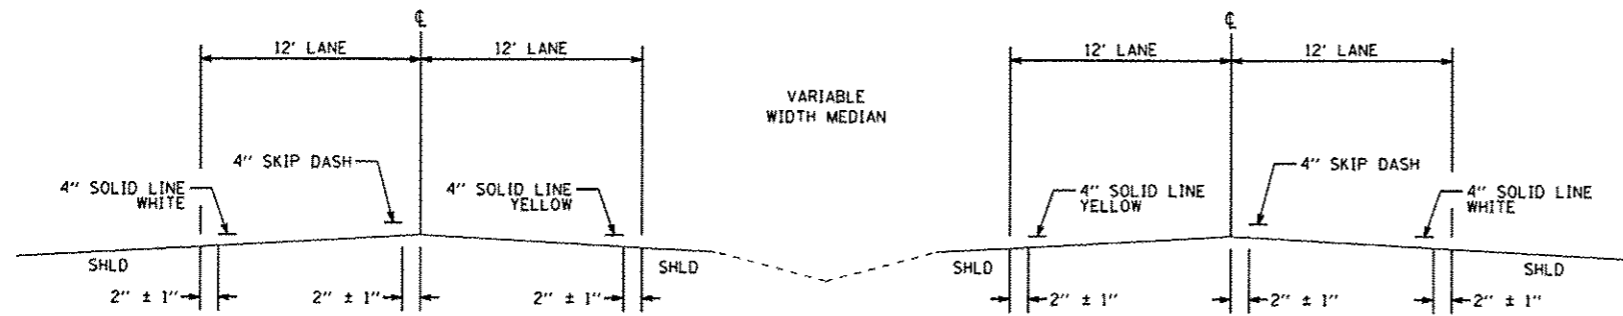 ℄
℄
12' LANE
12' LANE
12' LANE
12' LANE
VARIABLE
WIDTH MEDIAN
4" SKIP DASH
4" SKIP DASH
4" SOLID LINE
WHITE
4" SOLID LINE
YELLOW
4" SOLID LINE
YELLOW
4" SOLID LINE
WHITE
SHLD
SHLD
SHLD
SHLD
2" ± 1"
2" ± 1"
2" ± 1"
2" ± 1"
2" ± 1"
2" ± 1"